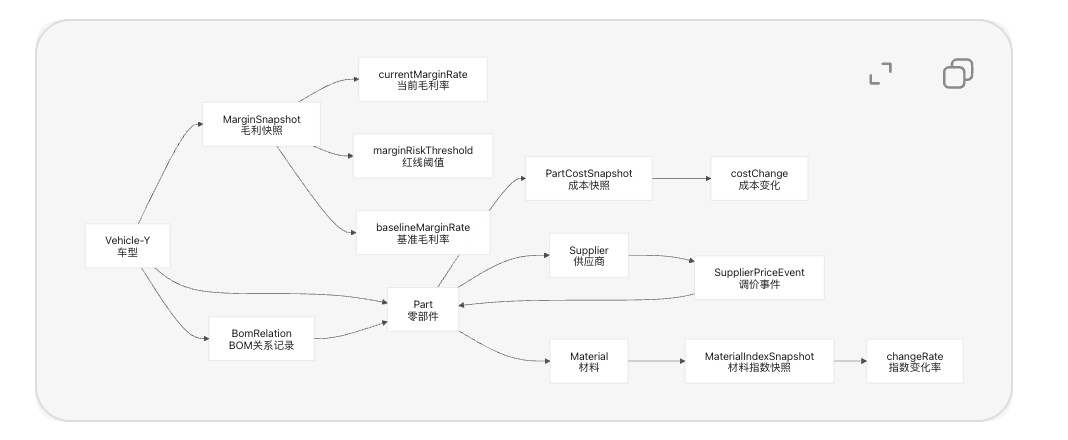 currentMarginRate
当前毛利率
MarginSnapshot
毛利快照
marginRiskThreshold
红线阈值
PartCostSnapshot
成本快照
costChange
成本变化
baselineMarginRate
基准毛利率
Vehicle-Y
车型
Supplier
供应商
SupplierPriceEvent
调价事件
Part
零部件
BomRelation
BOM关系记录
Material
材料
MaterialIndexSnapshot
材料指数快照
changeRate
指数变化率